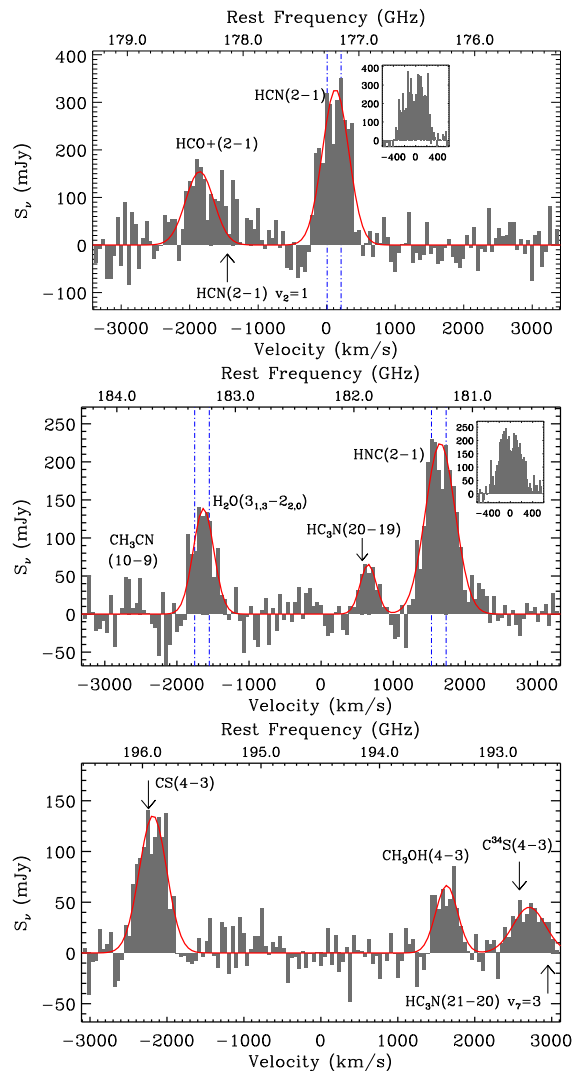 Rest Frequency (GHz)
179.0 178.0 177.0 176.0
400
300
200
100
0
−100
S_ν (mJy)
HCN(2−1)
HCO+(2−1)
HCN(2−1) v₂=1
400
350
300
250
200
150
100
50
0
−400 0 400
−3000 −2000 −1000 0 1000 2000 3000
Velocity (km/s)
Rest Frequency (GHz)
184.0 183.0 182.0 181.0
250
200
150
100
50
0
−50
S_ν (mJy)
HNC(2−1)
H₂O(3₁,₃−2₂,₀)
CH₃CN
(10−9)
HC₃N(20−19)
250
200
150
100
50
0
−400 0 400
−3000 −2000 −1000 0 1000 2000 3000
Velocity (km/s)
Rest Frequency (GHz)
196.0 195.0 194.0 193.0
150
100
50
0
−50
S_ν (mJy)
CS(4−3)
CH₃OH(4−3)
C³⁴S(4−3)
HC₃N(21−20) v₇=3
−3000 −2000 −1000 0 1000 2000 3000
Velocity (km/s)